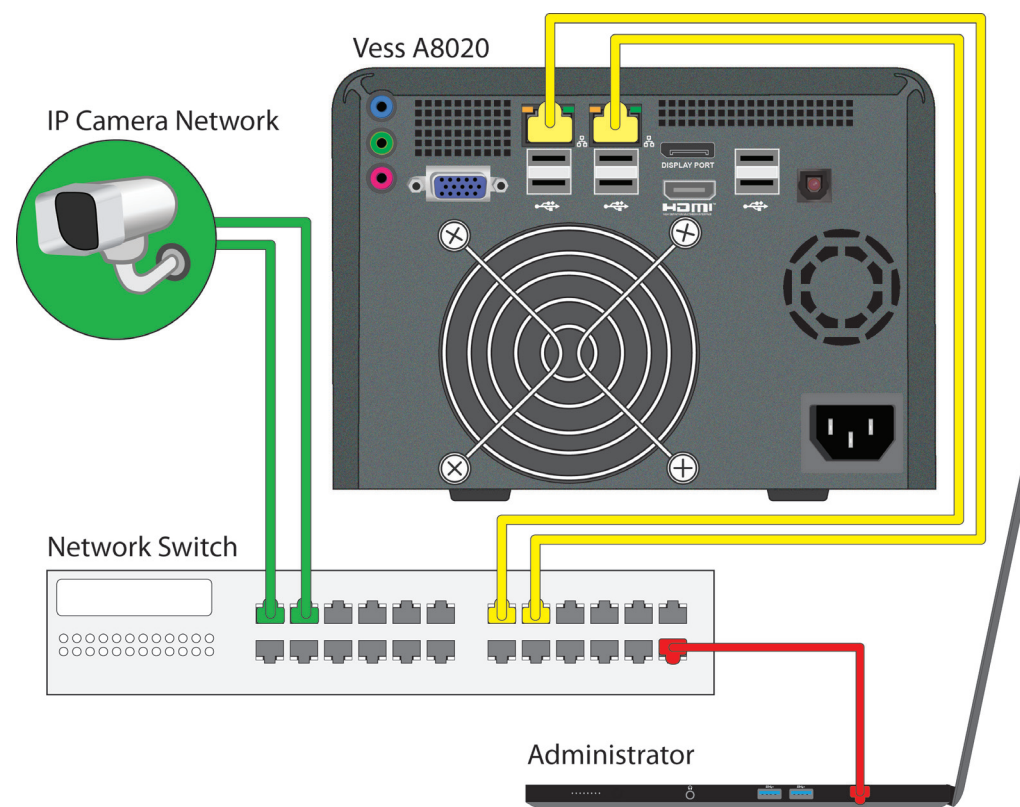 Vess A8020
IP Camera Network
DISPLAY PORT
HDMI
Network Switch
Administrator